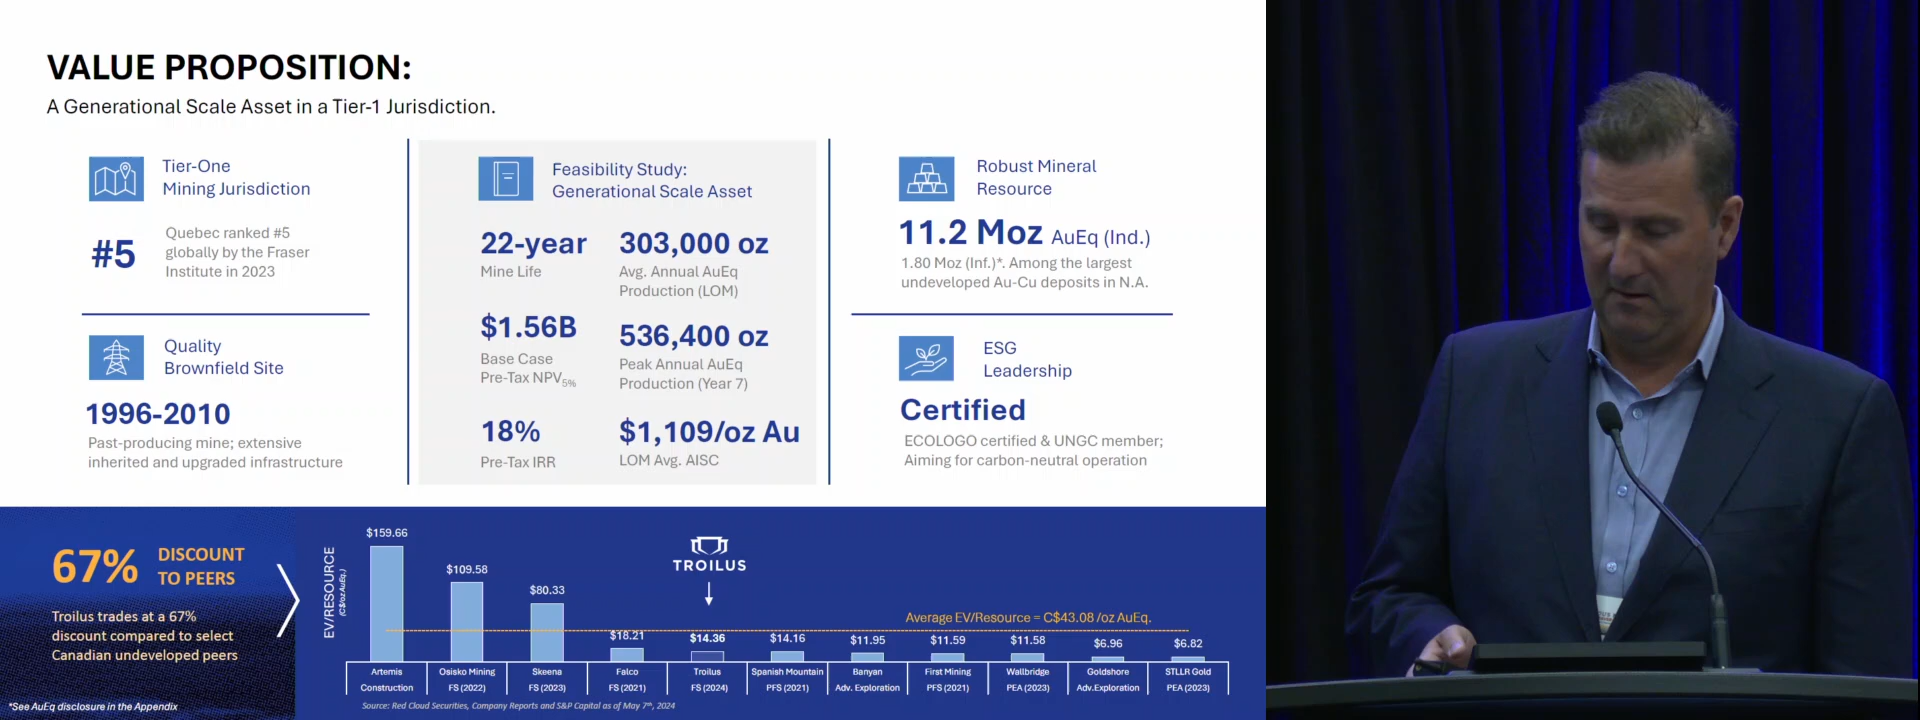 VALUE PROPOSITION:
A Generational Scale Asset in a Tier-1 Jurisdiction.
Tier-One
Mining Jurisdiction
#5
Quebec ranked #5
globally by the Fraser
Institute in 2023
Quality
Brownfield Site
1996-2010
Past-producing mine; extensive
inherited and upgraded infrastructure
Feasibility Study:
Generational Scale Asset
22-year
Mine Life
303,000 oz
Avg. Annual AuEq
Production (LOM)
$1.56B
Base Case
Pre-Tax NPV5%
536,400 oz
Peak Annual AuEq
Production (Year 7)
18%
Pre-Tax IRR
$1,109/oz Au
LOM Avg. AISC
Robust Mineral
Resource
11.2 Moz AuEq (Ind.)
1.80 Moz (Inf.)*. Among the largest
undeveloped Au-Cu deposits in N.A.
ESG
Leadership
Certified
ECOLOGO certified & UNGC member;
Aiming for carbon-neutral operation
67% DISCOUNT
TO PEERS
Troilus trades at a 67%
discount compared to select
Canadian undeveloped peers
*See AuEq disclosure in the Appendix
EV/RESOURCE
(C$/oz AuEq.)
TROILUS
Average EV/Resource = C$43.08 /oz AuEq.
$159.66 $109.58 $80.33 $18.21 $14.36 $14.16 $11.95 $11.59 $11.58 $6.96 $6.82
Artemis Osisko Mining Skeena Falco Troilus Spanish Mountain Banyan First Mining Wallbridge Goldshore STLLR Gold
Construction FS (2022) FS (2023) FS (2021) FS (2024) PFS (2021) Adv. Exploration PFS (2021) PEA (2023) Adv.Exploration PEA (2023)
Source: Red Cloud Securities, Company Reports and S&P Capital as of May 7th, 2024